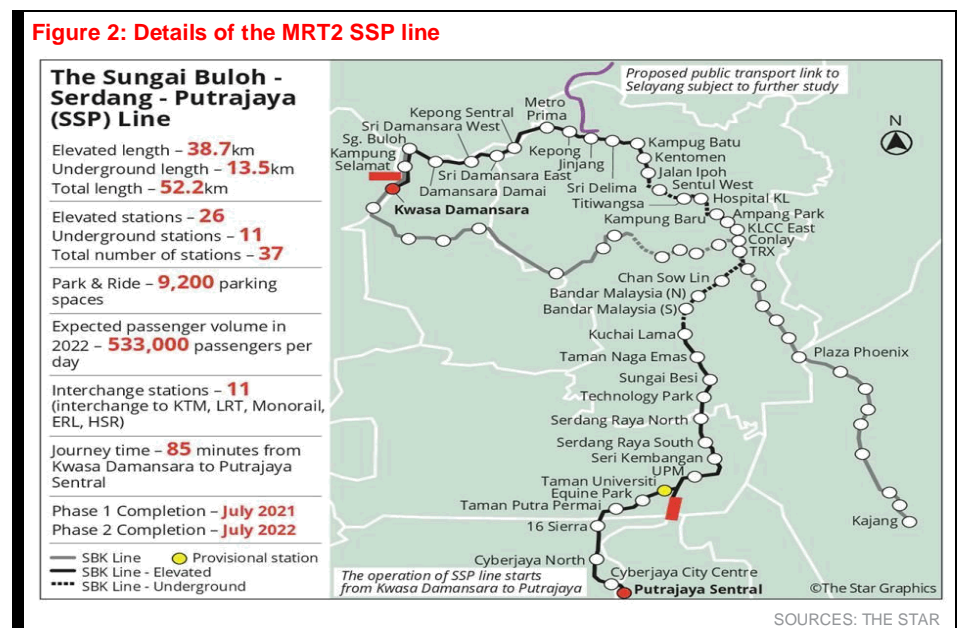 Figure 2: Details of the MRT2 SSP line
The Sungai Buloh -
Serdang - Putrajaya
(SSP) Line
Elevated length – 38.7km
Underground length – 13.5km
Total length – 52.2km
Elevated stations – 26
Underground stations – 11
Total number of stations – 37
Park & Ride – 9,200 parking
spaces
Expected passenger volume in
2022 – 533,000 passengers per
day
Interchange stations – 11
(interchange to KTM, LRT, Monorail,
ERL, HSR)
Journey time – 85 minutes from
Kwasa Damansara to Putrajaya
Sentral
Phase 1 Completion – July 2021
Phase 2 Completion – July 2022
SBK Line
Provisional station
SBK Line - Elevated
SBK Line - Underground
Proposed public transport link to
Selayang subject to further study
N
Metro
Prima
Kepong Sentral
Sri Damansara West
Sg. Buloh
Kampung
Selamat
Kepong
Jinjang
Kampug Batu
Kentomen
Jalan Ipoh
Sri Damansara East
Damansara Damai
Sri Delima
Sentul West
Titiwangsa
Hospital KL
Kwasa Damansara
Kampung Baru
Ampang Park
KLCC East
Conlay
TRX
Chan Sow Lin
Bandar Malaysia (N)
Bandar Malaysia (S)
Kuchai Lama
Taman Naga Emas
Plaza Phoenix
Sungai Besi
Technology Park
Serdang Raya North
Serdang Raya South
Seri Kembangan
UPM
Taman Universiti
Equine Park
Taman Putra Permai
16 Sierra
Kajang
Cyberjaya North
Cyberjaya City Centre
Putrajaya Sentral
The operation of SSP line starts
from Kwasa Damansara to Putrajaya
©The Star Graphics
SOURCES: THE STAR